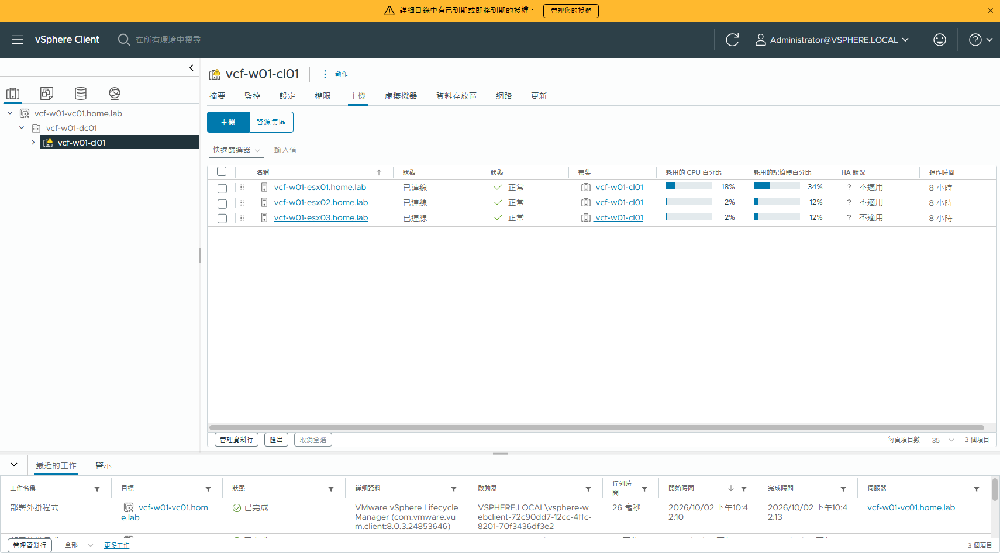 詳細目錄中有已到期或即將到期的授權。 管理您的授權
vSphere Client 在所有環境中搜尋 Administrator@VSPHERE.LOCAL
vcf-w01-vc01.home.lab
vcf-w01-dc01
vcf-w01-cl01
vcf-w01-cl01 動作
摘要 監控 設定 權限 主機 虛擬機器 資料存放區 網路 更新
主機 資源集區
快速篩選器 輸入值
名稱 狀態 狀態 叢集 耗用的 CPU 百分比 耗用的記憶體百分比 HA 狀況 運作時間
vcf-w01-esx01.home.lab 已連線 正常 vcf-w01-cl01 18% 34% ? 不適用 8 小時
vcf-w01-esx02.home.lab 已連線 正常 vcf-w01-cl01 2% 12% ? 不適用 8 小時
vcf-w01-esx03.home.lab 已連線 正常 vcf-w01-cl01 2% 12% ? 不適用 8 小時
管理資料行 匯出 取消全選 每頁項目數 35 3 個項目
最近的工作 警示
工作名稱 目標 狀態 詳細資料 啟動器 佇列時
間 開始時間 完成時間 伺服器
部署外掛程式 vcf-w01-vc01.hom
e.lab 已完成 VMware vSphere Lifecycle
Manager (com.vmware.vu
m.client:8.0.3.24853646) VSPHERE.LOCAL\vsphere-w
ebclient-72c90dd7-12cc-4ffc-
8201-70f3436df3e2 26 毫秒 2026/10/02 下午10:4
2:10 2026/10/02 下午10:4
2:13 vcf-w01-vc01.home.lab
管理資料行 全部 更多工作 3 個項目